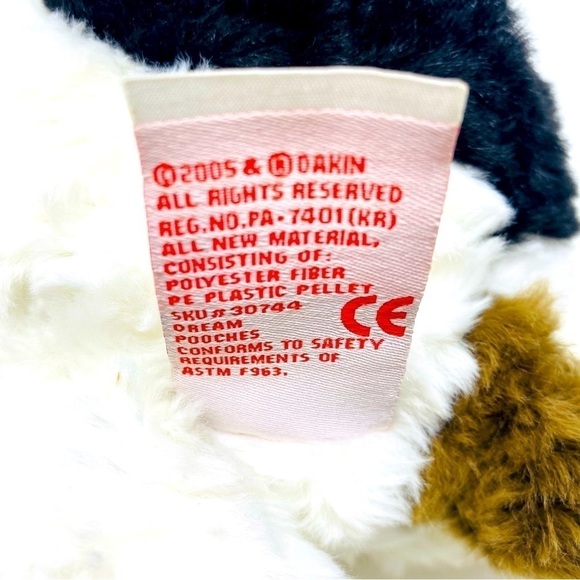 ©2005 & ®DAKIN
ALL RIGHTS RESERVED
REG.NO.PA-7401(KR)
ALL NEW MATERIAL,
CONSISTING OF:
POLYESTER FIBER
PE PLASTIC PELLET
SKU# 30744
DREAM
POOCHES
CE
CONFORMS TO SAFETY
REQUIREMENTS OF
ASTM F963.